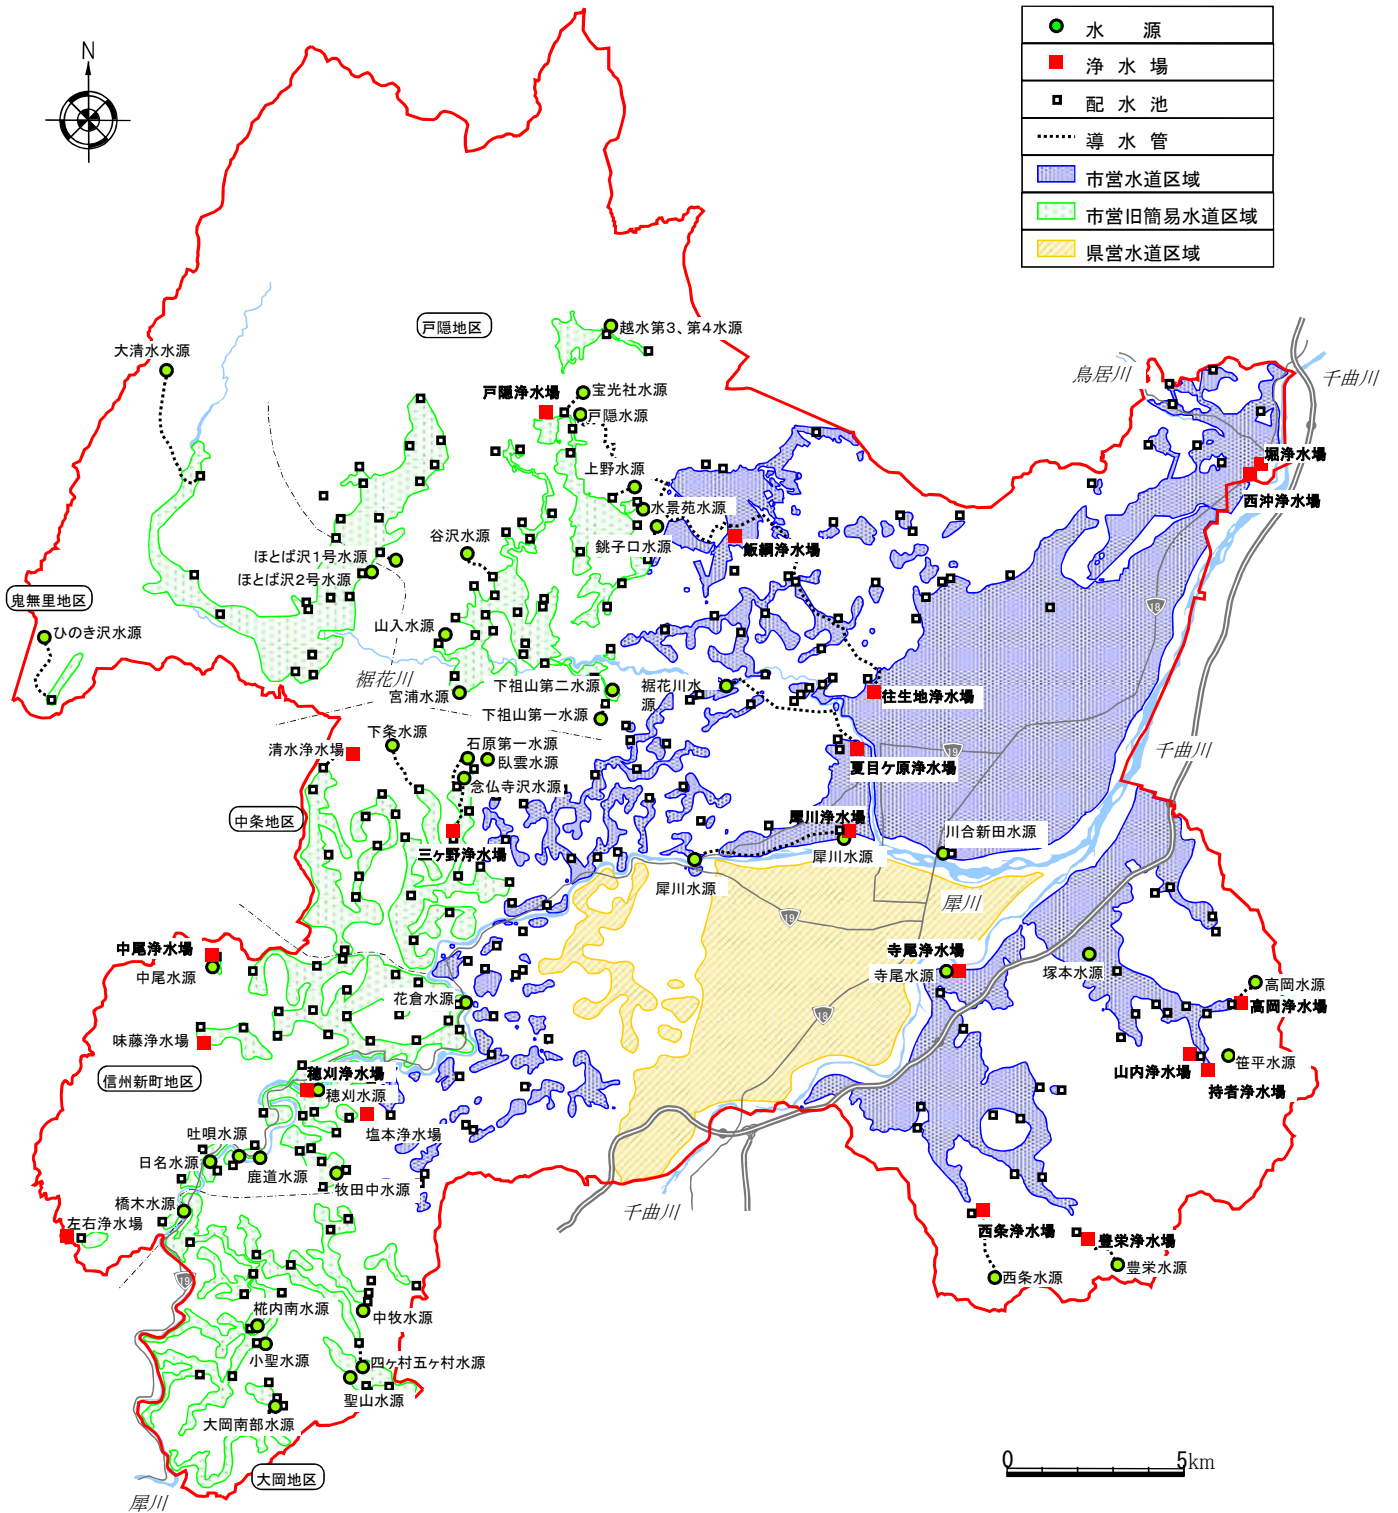 水　源
浄水場
配水池
導水管
市営水道区域
市営旧簡易水道区域
県営水道区域
N
戸隠地区
越水第３、第４水源
大清水水源
鳥居川
千曲川
戸隠浄水場
宝光社水源
戸隠水源
上野水源
水景苑水源
堀浄水場
西沖浄水場
谷沢水源
銚子口水源
飯綱浄水場
ほとば沢１号水源
ほとば沢２号水源
鬼無里地区
ひのき沢水源
山入水源
18
裾花川
宮浦水源
下祖山第二水源
裾花川水
源
往生地浄水場
下祖山第一水源
清水浄水場
下条水源
石原第一水源
臥雲水源
念仏寺沢水源
19
千曲川
夏目ケ原浄水場
中条地区
三ヶ野浄水場
犀川浄水場
川合新田水源
犀川水源
犀川水源
犀川
19
中尾浄水場
中尾水源
寺尾浄水場
寺尾水源
塚本水源
高岡水源
高岡浄水場
花倉水源
18
味藤浄水場
信州新町地区
穂刈浄水場
穂刈水源
塩本浄水場
笹平水源
山内浄水場
持者浄水場
吐唄水源
日名水源
鹿道水源
牧田中水源
橋木水源
左右浄水場
千曲川
西条浄水場
豊栄浄水場
西条水源
豊栄水源
19
椛内南水源
中牧水源
小聖水源
四ヶ村五ヶ村水源
聖山水源
大岡南部水源
大岡地区
犀川
0
5km